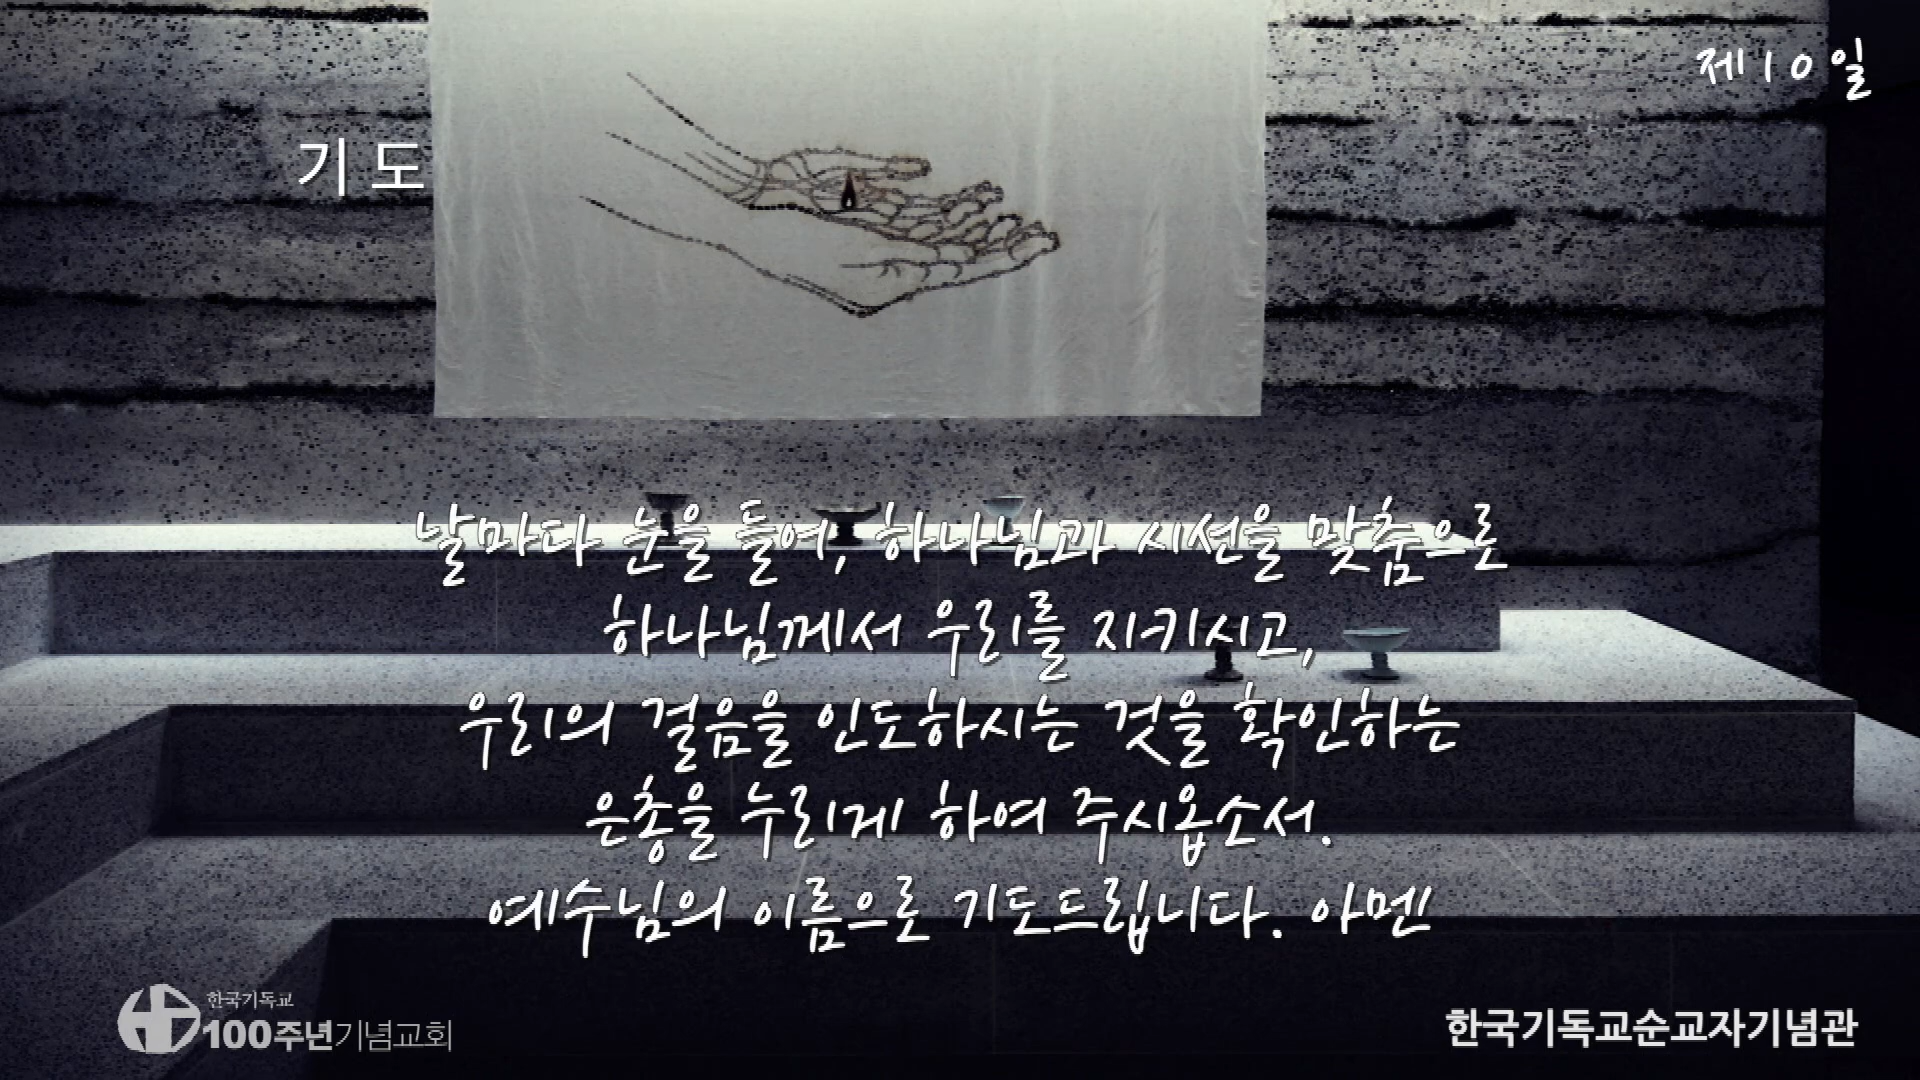 제10일
기도
날마다 눈을 들어, 하나님과 시선을 맞춤으로
하나님께서 우리를 지키시고,
우리의 걸음을 인도하시는 것을 확인하는
은총을 누리게 하여 주시옵소서.
예수님의 이름으로 기도드립니다. 아멘!
한국기독교
100주년기념교회
한국기독교순교자기념관